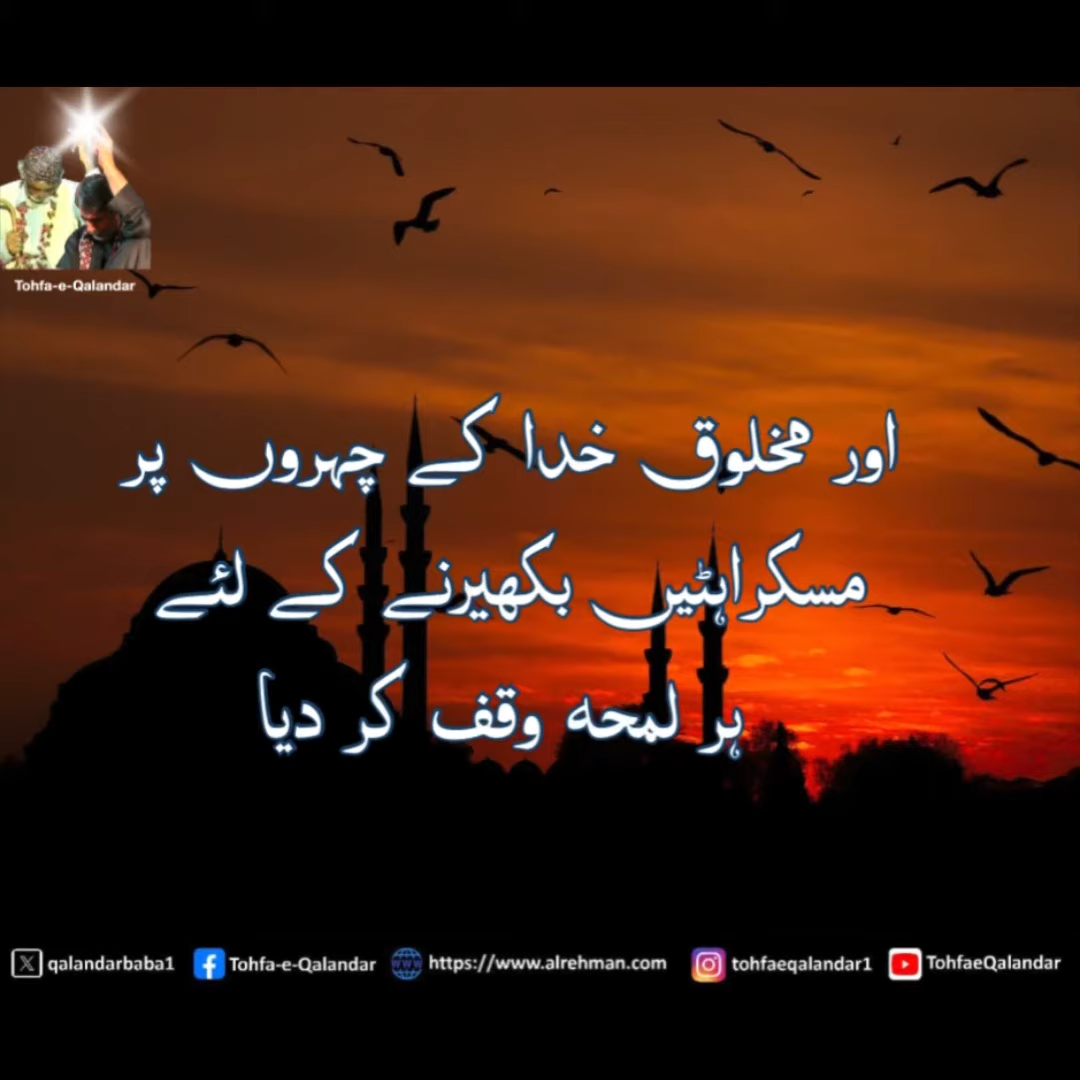 Tohfa-e-Qalandar
اور مخلوق خدا کے چہروں پر
مسکراہٹیں بکھیرنے کے لئے
ہر لمحہ وقف کر دیا
qalandarbaba1 Tohfa-e-Qalandar https://www.alrehman.com tohfaeqalandar1 TohfaeQalandar